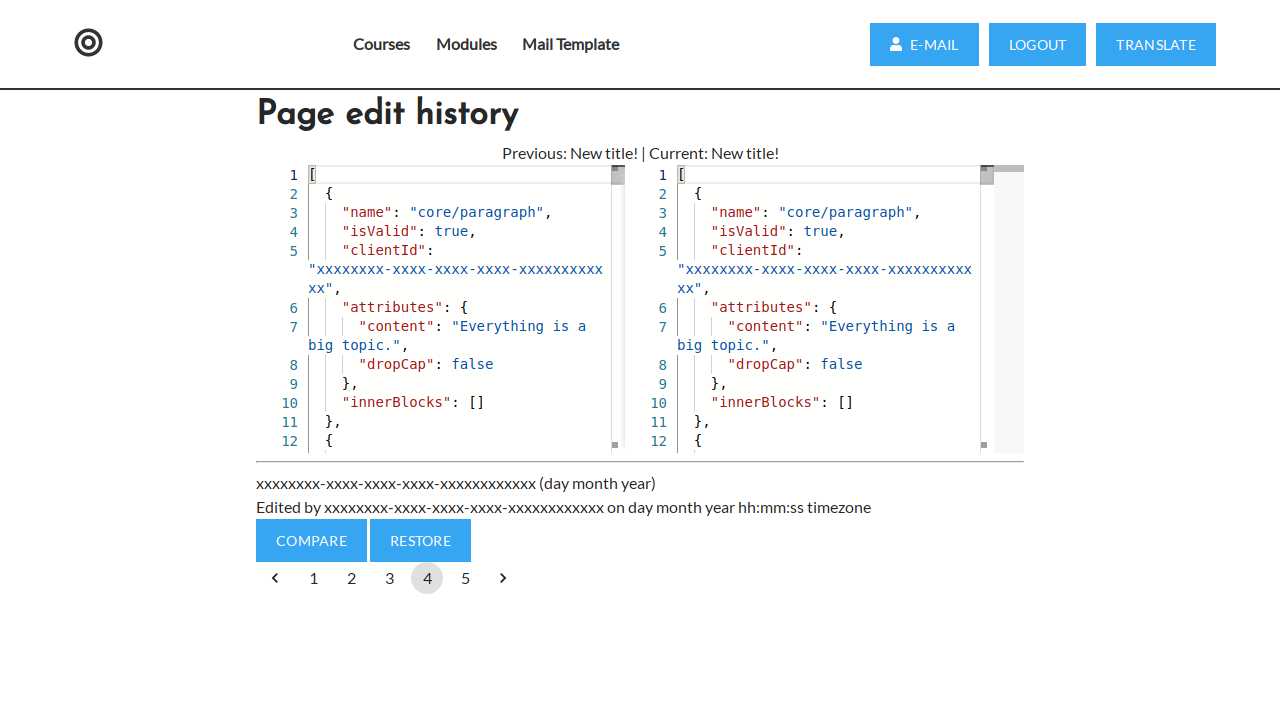 Courses Modules Mail Template E-MAIL LOGOUT TRANSLATE
Page edit history
Previous: New title! | Current: New title!
1 [
2 {
3 "name": "core/paragraph",
4 "isValid": true,
5 "clientId":
"xxxxxxxx-xxxx-xxxx-xxxx-xxxxxxxxxx
xx",
6 "attributes": {
7 "content": "Everything is a
big topic.",
8 "dropCap": false
9 },
10 "innerBlocks": []
11 },
12 {
1 [
2 {
3 "name": "core/paragraph",
4 "isValid": true,
5 "clientId":
"xxxxxxxx-xxxx-xxxx-xxxx-xxxxxxxxxx
xx",
6 "attributes": {
7 "content": "Everything is a
big topic.",
8 "dropCap": false
9 },
10 "innerBlocks": []
11 },
12 {
xxxxxxxx-xxxx-xxxx-xxxx-xxxxxxxxxxxx (day month year)
Edited by xxxxxxxx-xxxx-xxxx-xxxx-xxxxxxxxxxxx on day month year hh:mm:ss timezone
COMPARE RESTORE
1 2 3 4 5